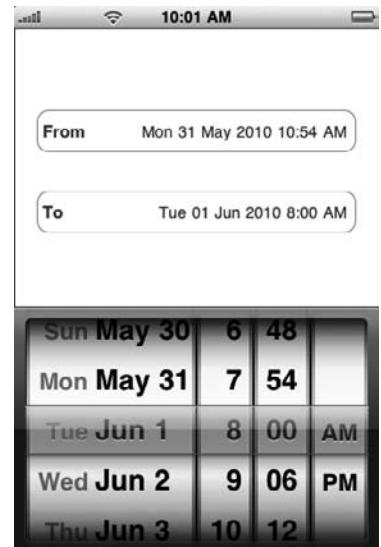 10:01 AM
From Mon 31 May 2010 10:54 AM
To Tue 01 Jun 2010 8:00 AM
Sun May 30 6 48
Mon May 31 7 54
Tue Jun 1 8 00 AM
Wed Jun 2 9 06 PM
Thu Jun 3 10 12